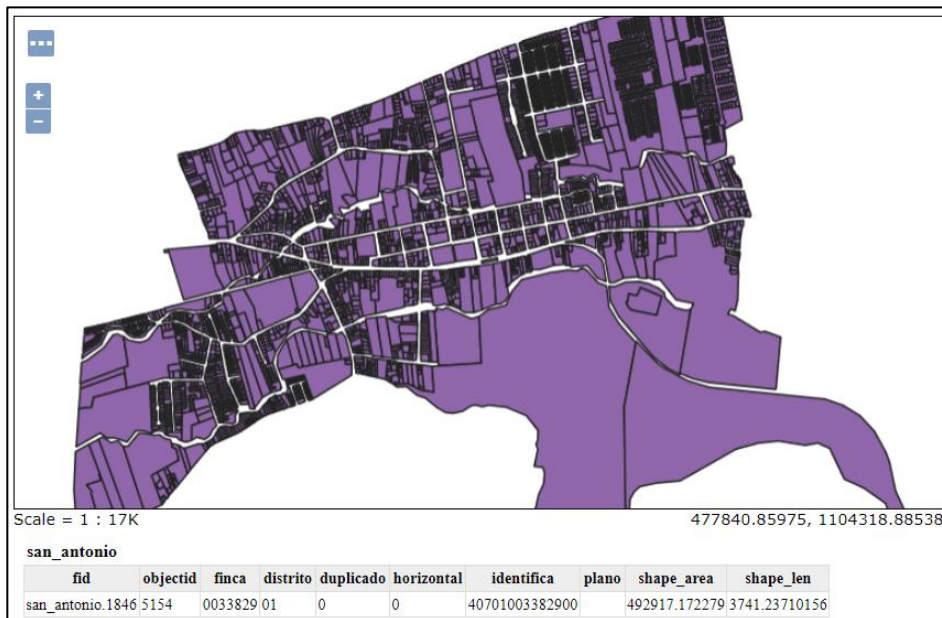 +
−
Scale = 1 : 17K
477840.85975, 1104318.88538
san_antonio
fid objectid finca distrito duplicado horizontal identifica plano shape_area shape_len
san_antonio.1846 5154 0033829 01 0 0 40701003382900 492917.172279 3741.23710156